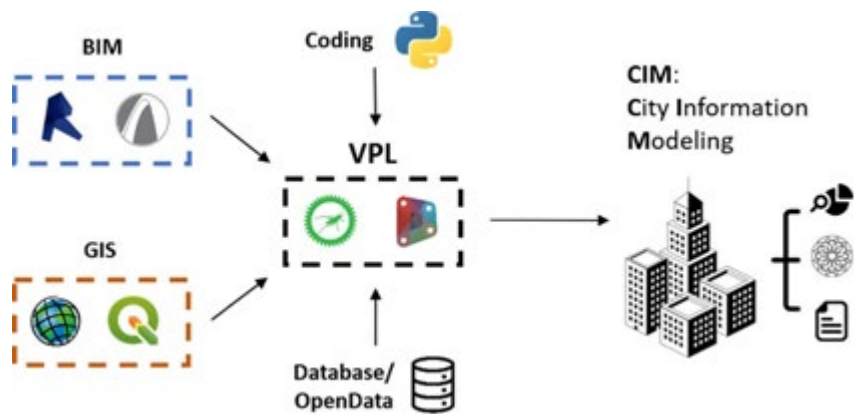 BIM
Coding
VPL
GIS
Database/
OpenData
CIM:
City Information
Modeling